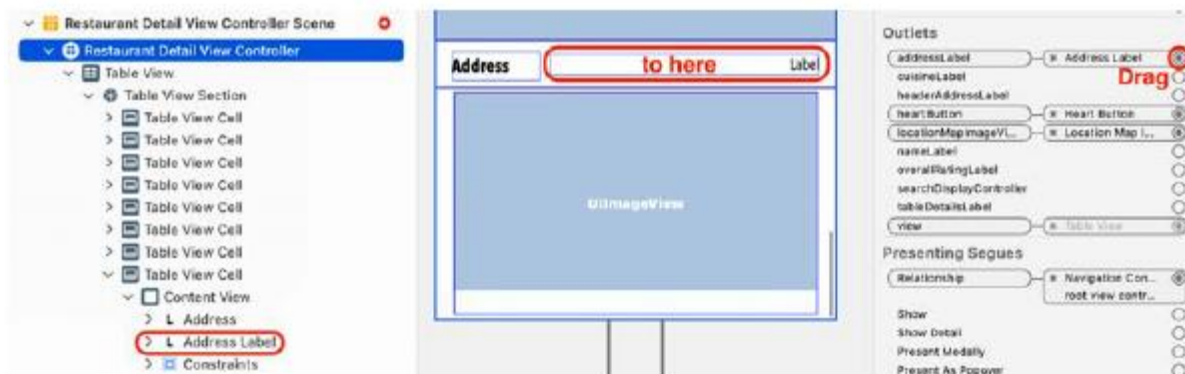 Restaurant Detail View Controller Scene
Restaurant Detail View Controller
Table View
Table View Section
Table View Cell
Table View Cell
Table View Cell
Table View Cell
Table View Cell
Table View Cell
Table View Cell
Table View Cell
Content View
L Address
L Address Label
Constraints
Address
to here
Label
UIImageView
Outlets
addressLabel
Address Label
Drag
cuisineLabel
headerAddressLabel
heartButton
Heart Button
locationMapImageVi...
Location Map I...
nameLabel
overallRatingLabel
searchDisplayController
tableDetailsLabel
view
Table View
Presenting Segues
Relationship
Navigation Con...
root view contr...
Show
Show Detail
Present Modally
Present As Popover